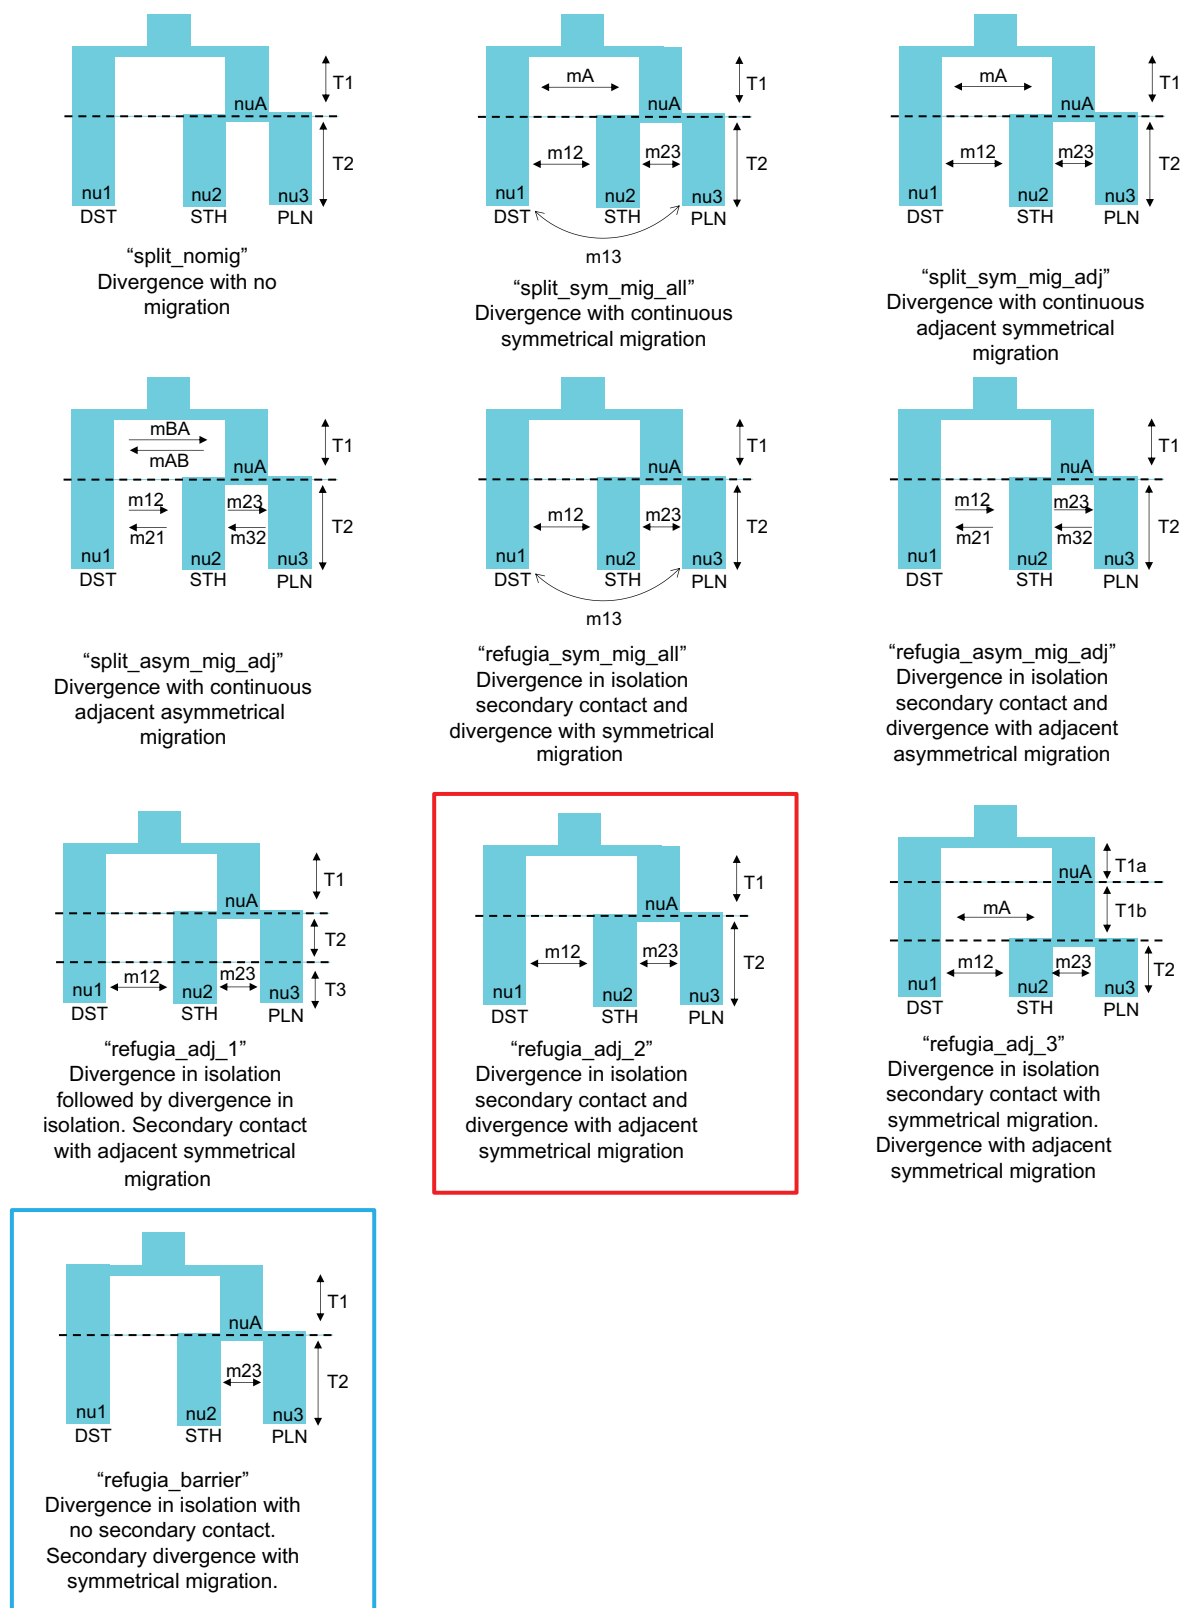 T1
nuA
T2
nu1
nu2
nu3
DST
STH
PLN
“split_nomig”
Divergence with no
migration
mA
T1
nuA
m12
m23
T2
nu1
nu2
nu3
DST
STH
PLN
m13
“split_sym_mig_all”
Divergence with continuous
symmetrical migration
mA
T1
nuA
m12
m23
T2
nu1
nu2
nu3
DST
STH
PLN
“split_sym_mig_adj”
Divergence with continuous
adjacent symmetrical
migration
mBA
mAB
T1
nuA
m12
m23
m21
m32
T2
nu1
nu2
nu3
DST
STH
PLN
“split_asym_mig_adj”
Divergence with continuous
adjacent asymmetrical
migration
T1
nuA
m12
m23
T2
nu1
nu2
nu3
DST
STH
PLN
m13
“refugia_sym_mig_all”
Divergence in isolation
secondary contact and
divergence with symmetrical
migration
T1
nuA
m12
m23
m21
m32
T2
nu1
nu2
nu3
DST
STH
PLN
“refugia_asym_mig_adj”
Divergence in isolation
secondary contact and
divergence with adjacent
asymmetrical migration
T1
nuA
T2
m12
m23
T3
nu1
nu2
nu3
DST
STH
PLN
“refugia_adj_1”
Divergence in isolation
followed by divergence in
isolation. Secondary contact
with adjacent symmetrical
migration
T1
nuA
m12
m23
T2
nu1
nu2
nu3
DST
STH
PLN
“refugia_adj_2”
Divergence in isolation
secondary contact and
divergence with adjacent
symmetrical migration
T1a
nuA
mA
T1b
m12
m23
T2
nu1
nu2
nu3
DST
STH
PLN
“refugia_adj_3”
Divergence in isolation
secondary contact with
symmetrical migration.
Divergence with adjacent
symmetrical migration
T1
nuA
m23
T2
nu1
nu2
nu3
DST
STH
PLN
“refugia_barrier”
Divergence in isolation with
no secondary contact.
Secondary divergence with
symmetrical migration.